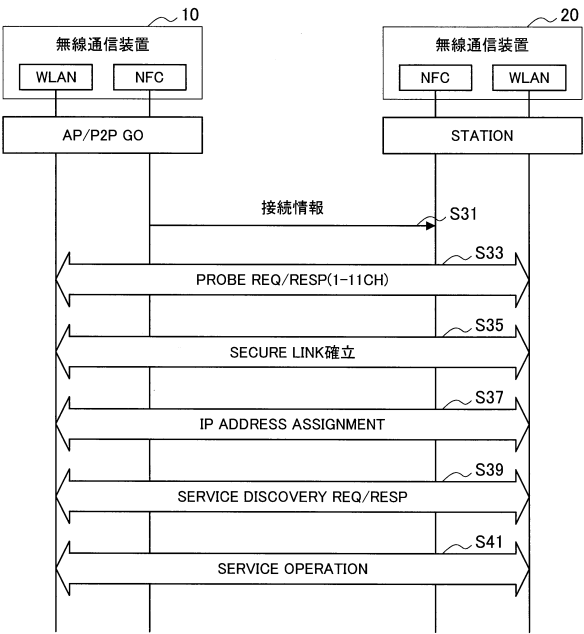 10
無線通信装置
WLAN
NFC
AP/P2P GO
20
無線通信装置
NFC
WLAN
STATION
接続情報
S31
S33
PROBE REQ/RESP(1-11CH)
S35
SECURE LINK確立
S37
IP ADDRESS ASSIGNMENT
S39
SERVICE DISCOVERY REQ/RESP
S41
SERVICE OPERATION